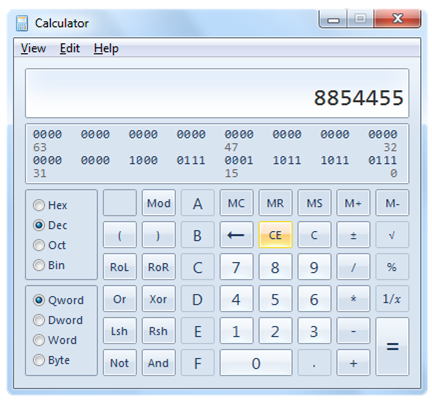 Calculator
View Edit Help
8854455
0000 0000 0000 0000 0000 0000 0000 0000
63 47 32
0000 0000 1000 0111 0001 1011 1011 0111
31 15 0
Hex Mod A MC MR MS M+ M-
Dec ( ) B ← CE C ± √
Oct RoL RoR C 7 8 9 / %
Bin
Qword Or Xor D 4 5 6 * 1/x
Dword Lsh Rsh E 1 2 3 - =
Word
Byte Not And F 0 . +